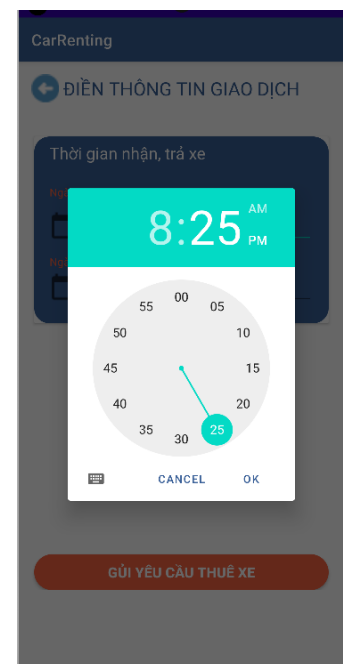 CarRenting
ĐIỀN THÔNG TIN GIAO DỊCH
Thời gian nhận, trả xe
8:25
AM
PM
00
05
10
15
20
25
30
35
40
45
50
55
CANCEL
OK
GỬI YÊU CẦU THUÊ XE